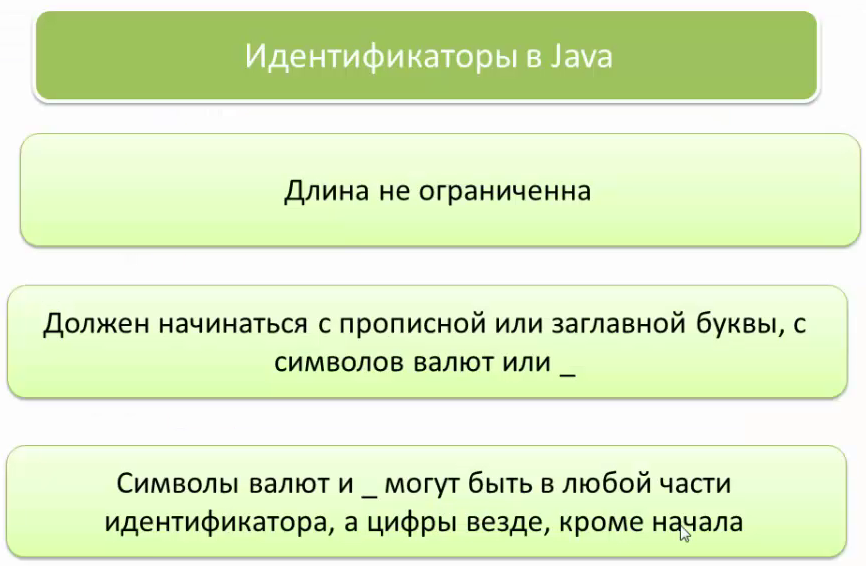 Идентификаторы в Java
Длина не ограниченна
Должен начинаться с прописной или заглавной буквы, с
символов валют или _
Символы валют и _ могут быть в любой части
идентификатора, а цифры везде, кроме начала